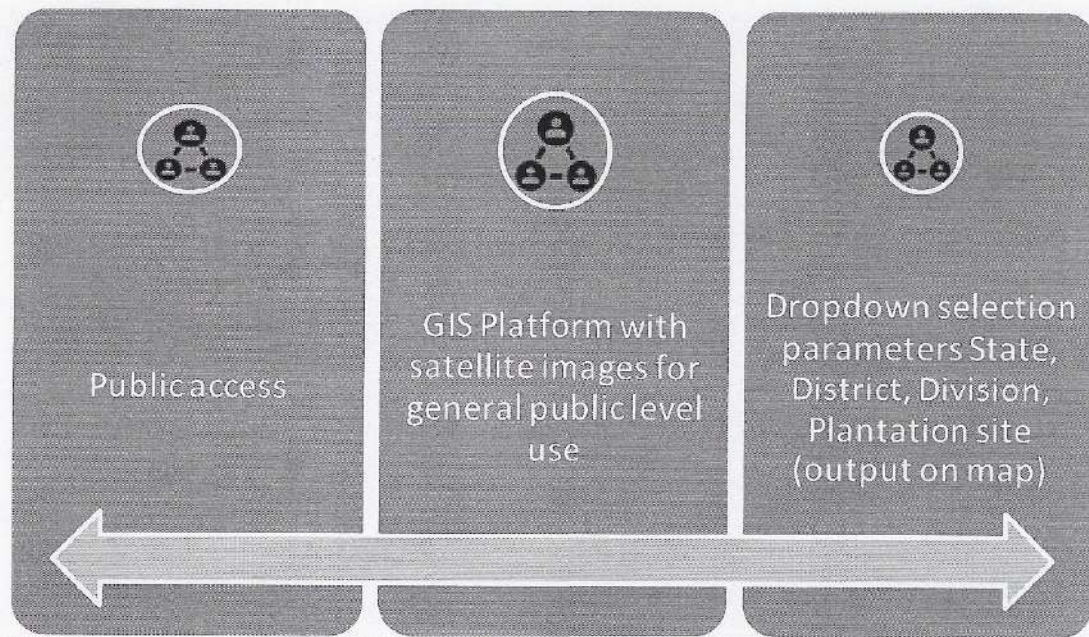 Public access
GIS Platform with
satellite images for
general public level
use
Dropdown selection
parameters State,
District, Division,
Plantation site
(output on map)